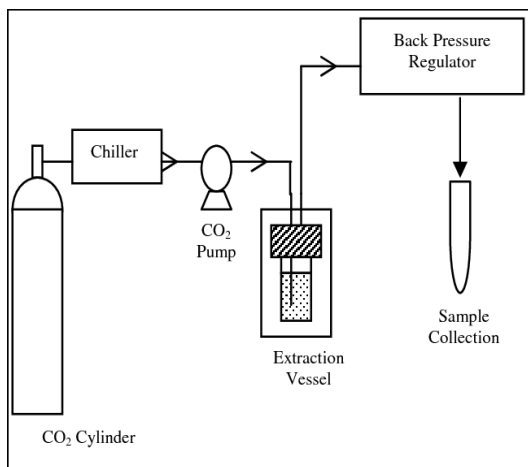 Back Pressure
Regulator
Chiller
CO₂
Pump
Sample
Collection
Extraction
Vessel
CO₂ Cylinder